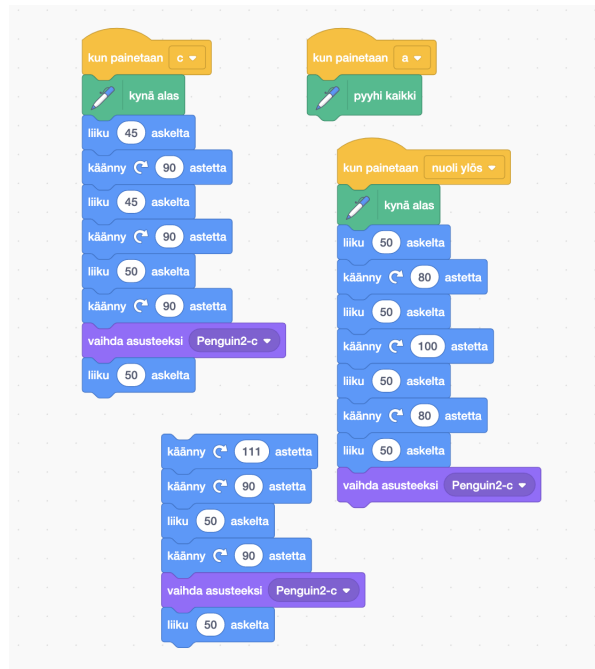 kun painetaan c
kynä alas
liiku 45 askelta
käänny 90 astetta
liiku 45 askelta
käänny 90 astetta
liiku 50 askelta
käänny 90 astetta
vaihda asusteeksi Penguin2-c
liiku 50 askelta
kun painetaan a
pyyhi kaikki
kun painetaan nuoli ylös
kynä alas
liiku 50 askelta
käänny 80 astetta
liiku 50 askelta
käänny 100 astetta
liiku 50 askelta
käänny 80 astetta
liiku 50 askelta
vaihda asusteeksi Penguin2-c
käänny 111 astetta
käänny 90 astetta
liiku 50 askelta
käänny 90 astetta
vaihda asusteeksi Penguin2-c
liiku 50 askelta